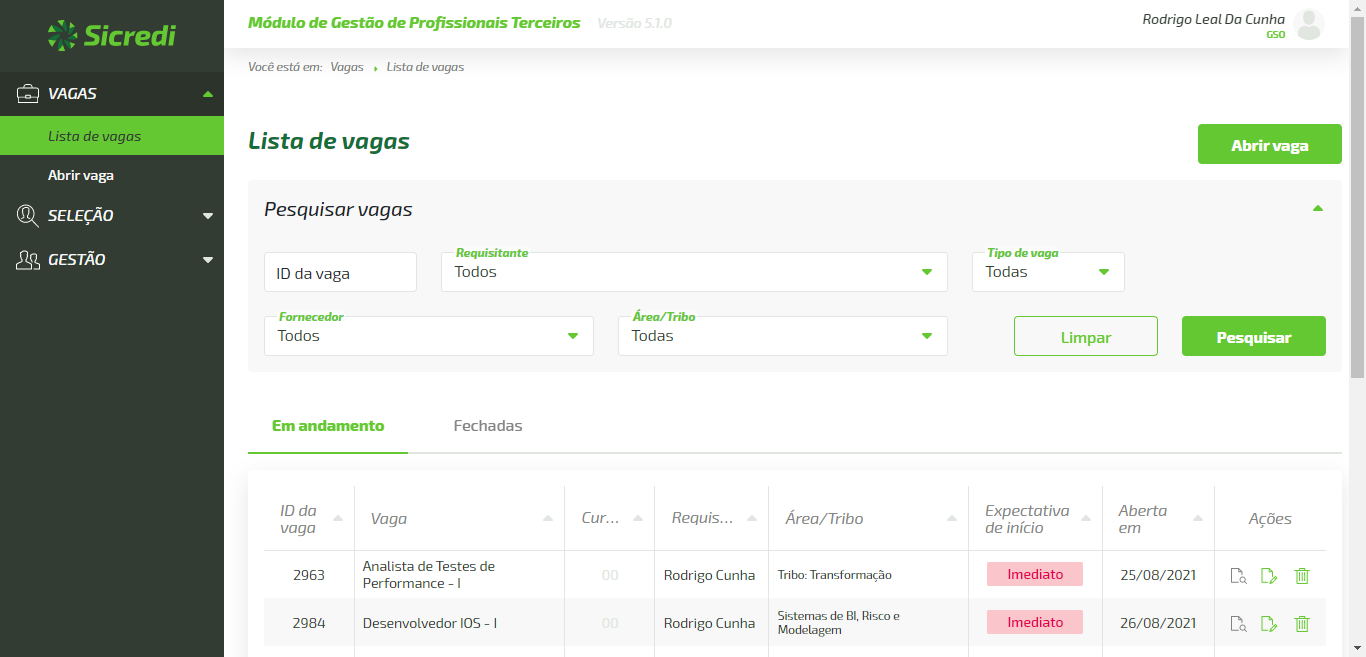 Sicredi
Módulo de Gestão de Profissionais Terceiros Versão 5.1.0
Rodrigo Leal Da Cunha
GSO
Você está em: Vagas Lista de vagas
VAGAS
Lista de vagas
Abrir vaga
SELEÇÃO
GESTÃO
Lista de vagas
Abrir vaga
Pesquisar vagas
ID da vaga
Requisitante
Todos
Tipo de vaga
Todas
Fornecedor
Todos
Área/Tribo
Todas
Limpar
Pesquisar
Em andamento
Fechadas
ID da
vaga
Vaga
Cur...
Requis...
Área/Tribo
Expectativa
de início
Aberta
em
Ações
2963
Analista de Testes de
Performance - I
00
Rodrigo Cunha
Tribo: Transformação
Imediato
25/08/2021
2984
Desenvolvedor IOS - I
00
Rodrigo Cunha
Sistemas de BI, Risco e
Modelagem
Imediato
26/08/2021